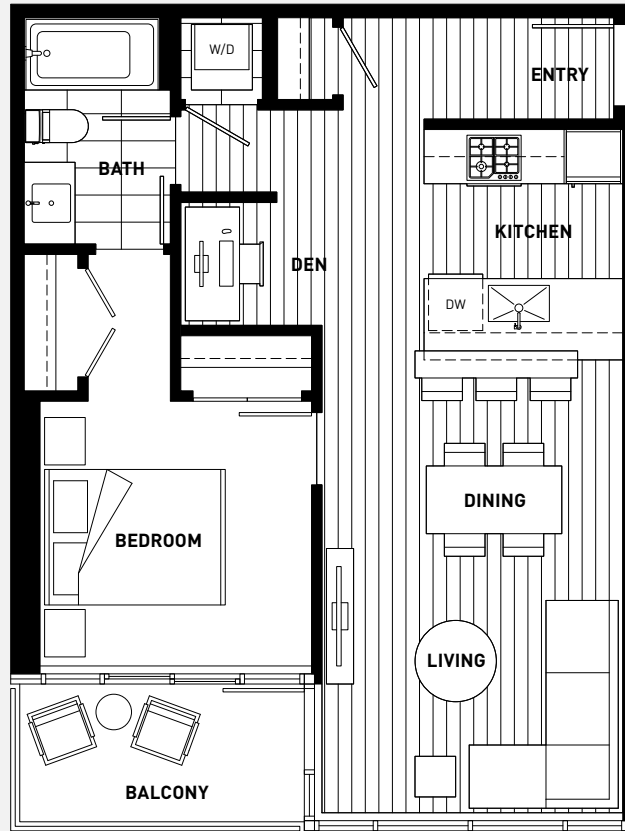 W/D
ENTRY
BATH
KITCHEN
DEN
DW
DINING
BEDROOM
LIVING
BALCONY